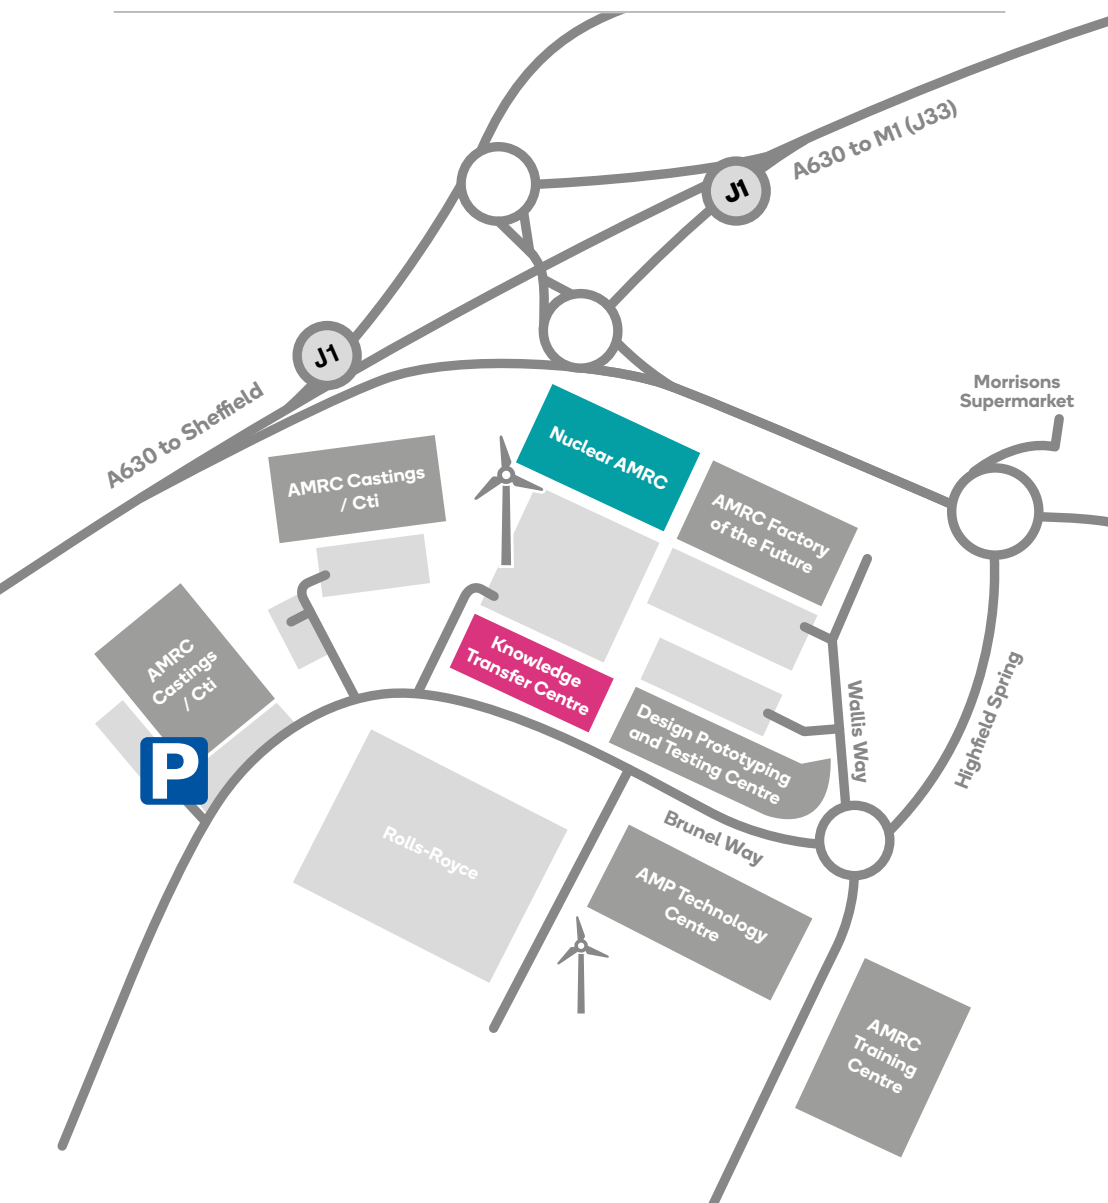 A630 to M1 (J33)
J1
J1
A630 to Sheffield
Morrisons
Supermarket
Nuclear AMRC
AMRC Castings
/ Cti
AMRC Factory
of the Future
AMRC
Castings
/ Cti
Knowledge
Transfer Centre
Design Prototyping
and Testing Centre
Wallis Way
Highfield Spring
P
Rolls-Royce
Brunel Way
AMP Technology
Centre
AMRC
Training
Centre